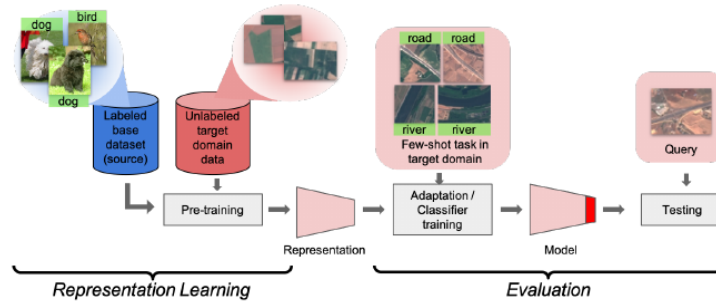 dog
bird
dog
Labeled
base
dataset
(source)
Unlabeled
target
domain
data
Pre-training
Representation
Representation Learning
road
road
river
river
Few-shot task in
target domain
Adaptation /
Classifier
training
Model
Query
Testing
Evaluation